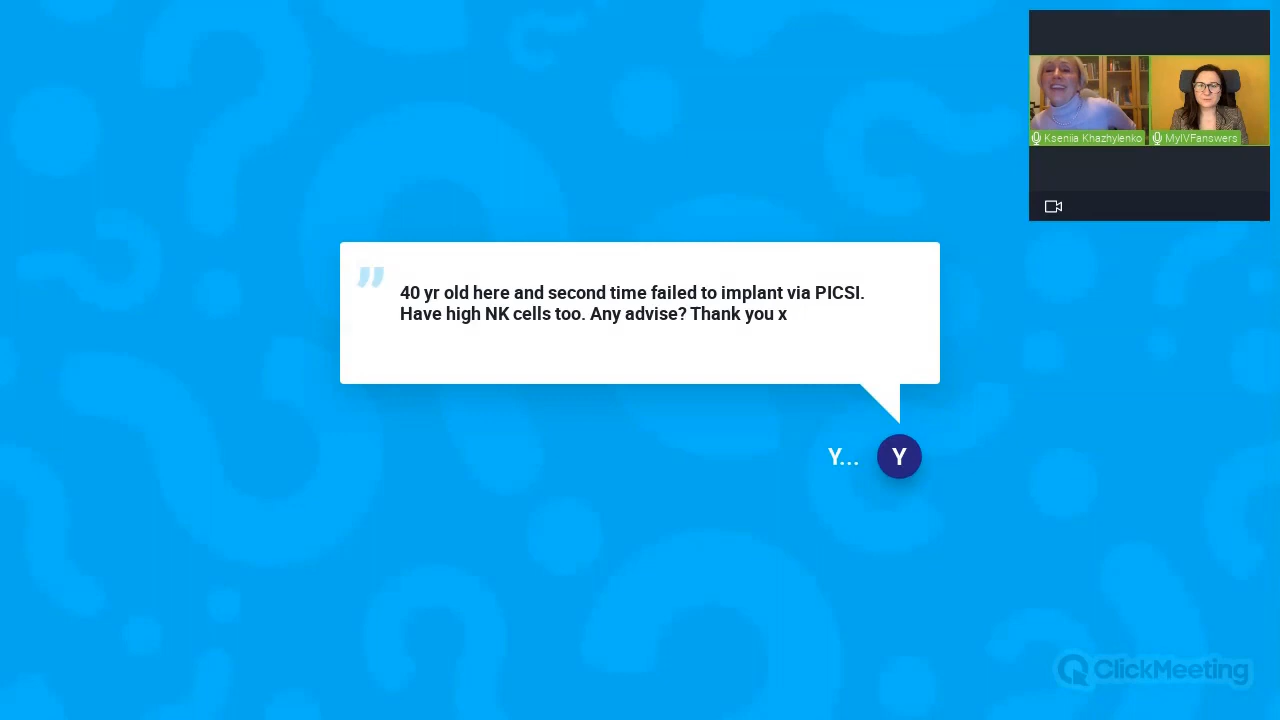 Kseniia Khazhylenko
MyIVFanswers
40 yr old here and second time failed to implant via PICSI.
Have high NK cells too. Any advise? Thank you x
Y... Y
ClickMeeting